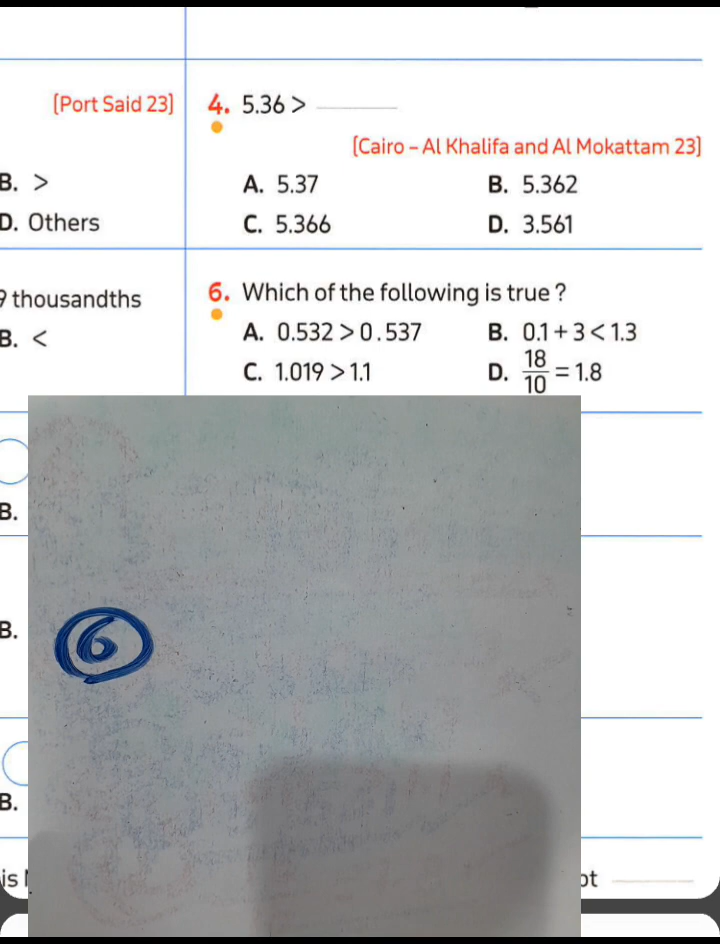 [Port Said 23]
B. >
D. Others
4. 5.36 >
[Cairo – Al Khalifa and Al Mokattam 23]
A. 5.37 B. 5.362
C. 5.366 D. 3.561
thousandths
B. <
6. Which of the following is true ?
A. 0.532 > 0.537 B. 0.1 + 3 < 1.3
C. 1.019 > 1.1 D. 18/10 = 1.8
B.
B.
6
B.
is